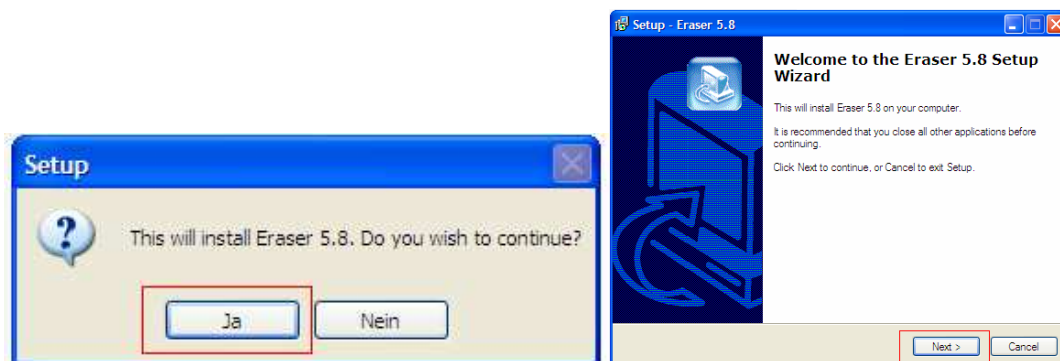 Setup
This will install Eraser 5.8. Do you wish to continue?
Ja
Nein
Setup - Eraser 5.8
Welcome to the Eraser 5.8 Setup
Wizard
This will install Eraser 5.8 on your computer.
It is recommended that you close all other applications before
continuing.
Click Next to continue, or Cancel to exit Setup.
Next >
Cancel